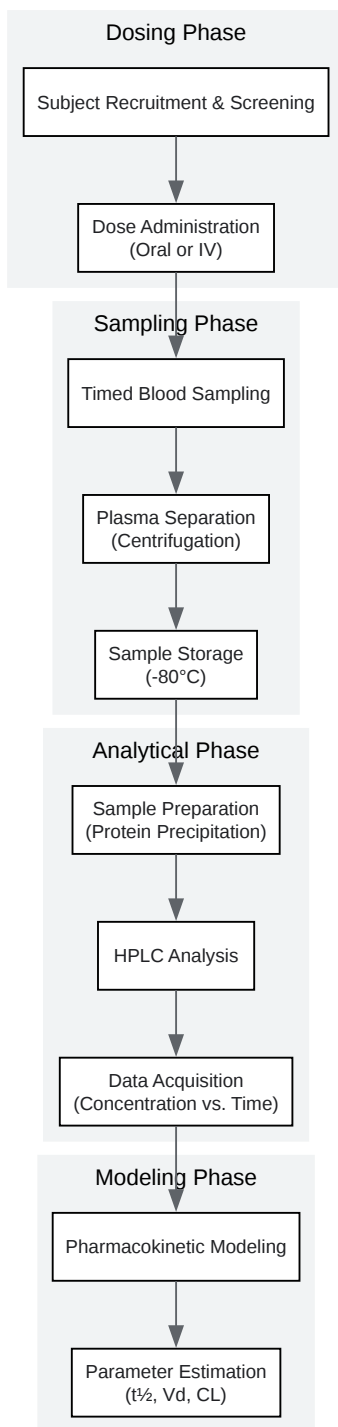 Dosing Phase
Subject Recruitment & Screening
Dose Administration
(Oral or IV)
Sampling Phase
Timed Blood Sampling
Plasma Separation
(Centrifugation)
Sample Storage
(-80°C)
Analytical Phase
Sample Preparation
(Protein Precipitation)
HPLC Analysis
Data Acquisition
(Concentration vs. Time)
Modeling Phase
Pharmacokinetic Modeling
Parameter Estimation
(t½, Vd, CL)